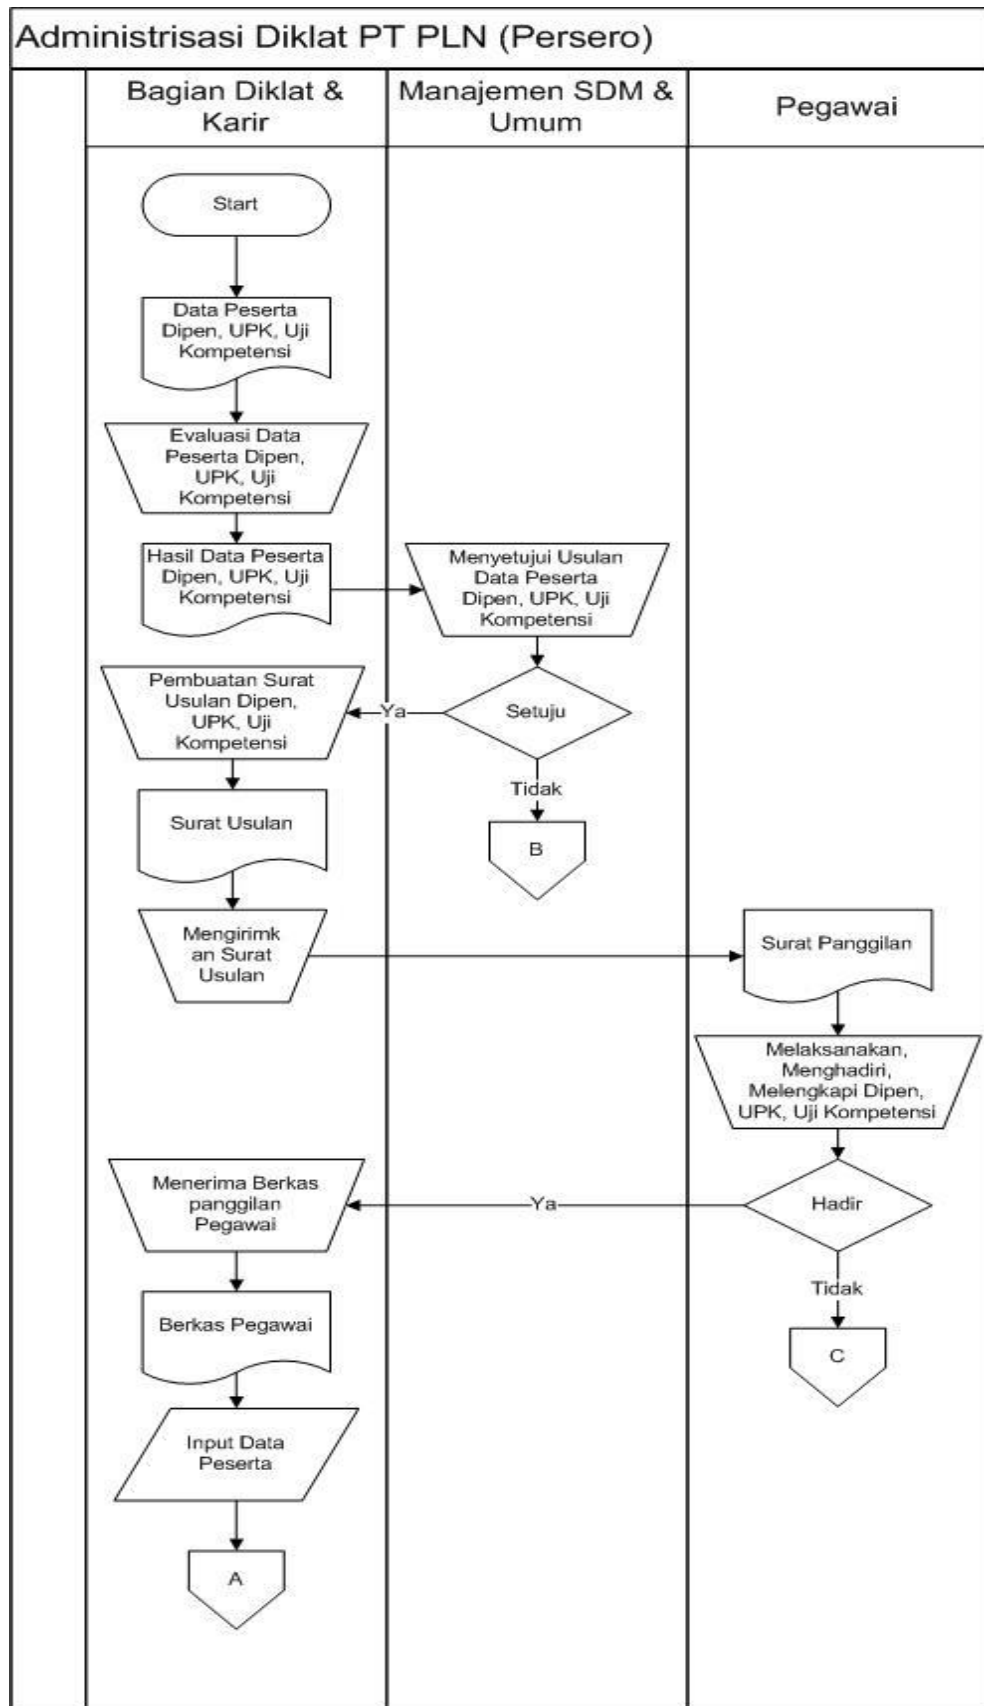 Administrisasi Diklat PT PLN (Persero)
Bagian Diklat &
Karir
Manajemen SDM &
Umum
Pegawai
Start
Data Peserta
Dipen, UPK, Uji
Kompetensi
Evaluasi Data
Peserta Dipen,
UPK, Uji
Kompetensi
Hasil Data Peserta
Dipen, UPK, Uji
Kompetensi
Menyetujui Usulan
Data Peserta
Dipen, UPK, Uji
Kompetensi
Pembuatan Surat
Usulan Dipen,
UPK, Uji
Kompetensi
Ya
Setuju
Tidak
B
Surat Usulan
Mengirimk
an Surat
Usulan
Surat Panggilan
Melaksanakan,
Menghadiri,
Melengkapi Dipen,
UPK, Uji Kompetensi
Menerima Berkas
panggilan
Pegawai
Ya
Hadir
Tidak
C
Berkas Pegawai
Input Data
Peserta
A